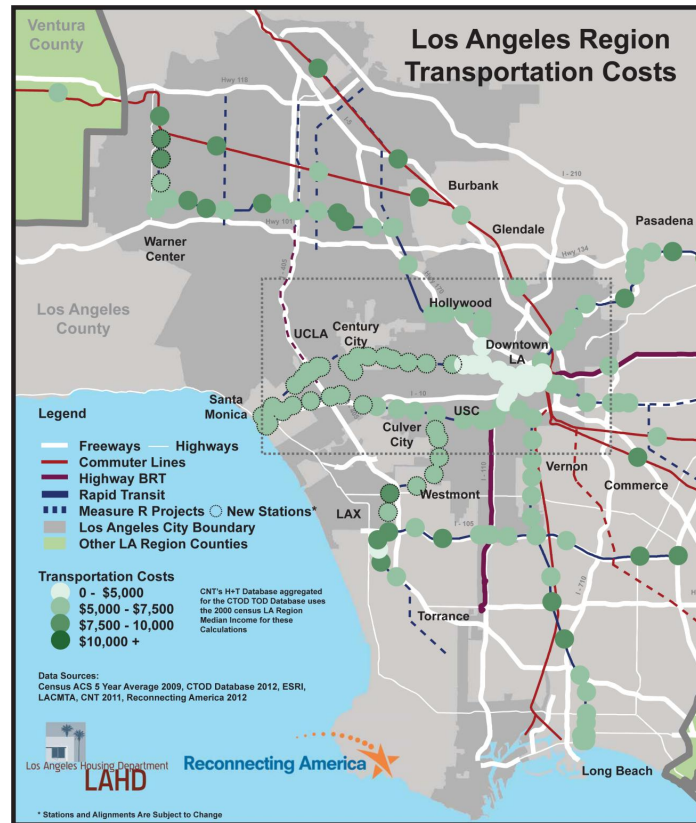 Ventura
County
Los Angeles Region
Transportation Costs
Hwy 118
I-5
I - 210
Burbank
Glendale
Pasadena
Hwy 101
Hwy 134
Warner
Center
I - 405
Hwy 170
Los Angeles
County
Hollywood
UCLA
Century
City
Downtown
LA
Santa
Monica
I - 10
USC
Culver
City
I - 110
Vernon
Commerce
Westmont
LAX
I - 105
I - 710
Torrance
Long Beach
Legend
Freeways
Highways
Commuter Lines
Highway BRT
Rapid Transit
Measure R Projects
New Stations*
Los Angeles City Boundary
Other LA Region Counties
Transportation Costs
0 - $5,000
$5,000 - $7,500
$7,500 - 10,000
$10,000 +
CNT's H+T Database aggregated
for the CTOD TOD Database uses
the 2000 census LA Region
Median Income for these
Calculations
Data Sources:
Census ACS 5 Year Average 2009, CTOD Database 2012, ESRI,
LACMTA, CNT 2011, Reconnecting America 2012
Los Angeles Housing Department
LAHD
Reconnecting America
* Stations and Alignments Are Subject to Change